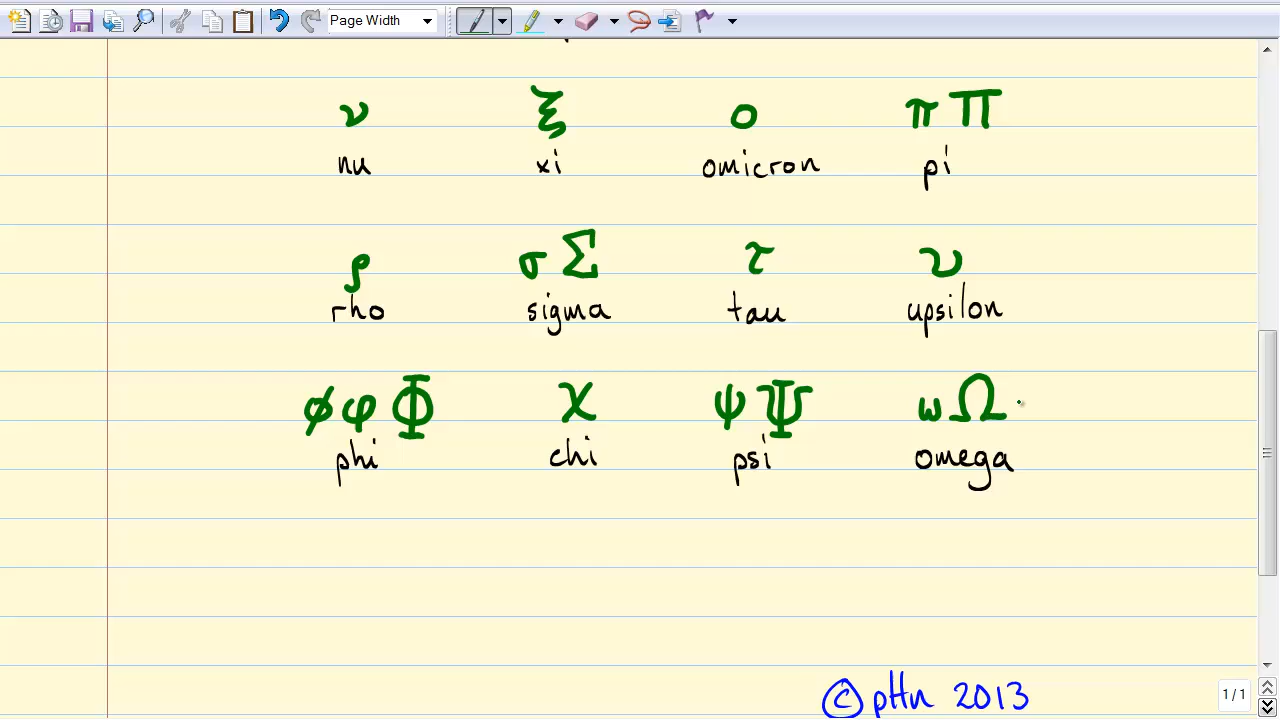 Page Width
ν ξ ο π Π
nu xi omicron pi
ρ σ Σ τ υ
rho sigma tau upsilon
ϕ φ Φ χ ψ Ψ ω Ω
phi chi psi omega
© pHn 2013
1 / 1